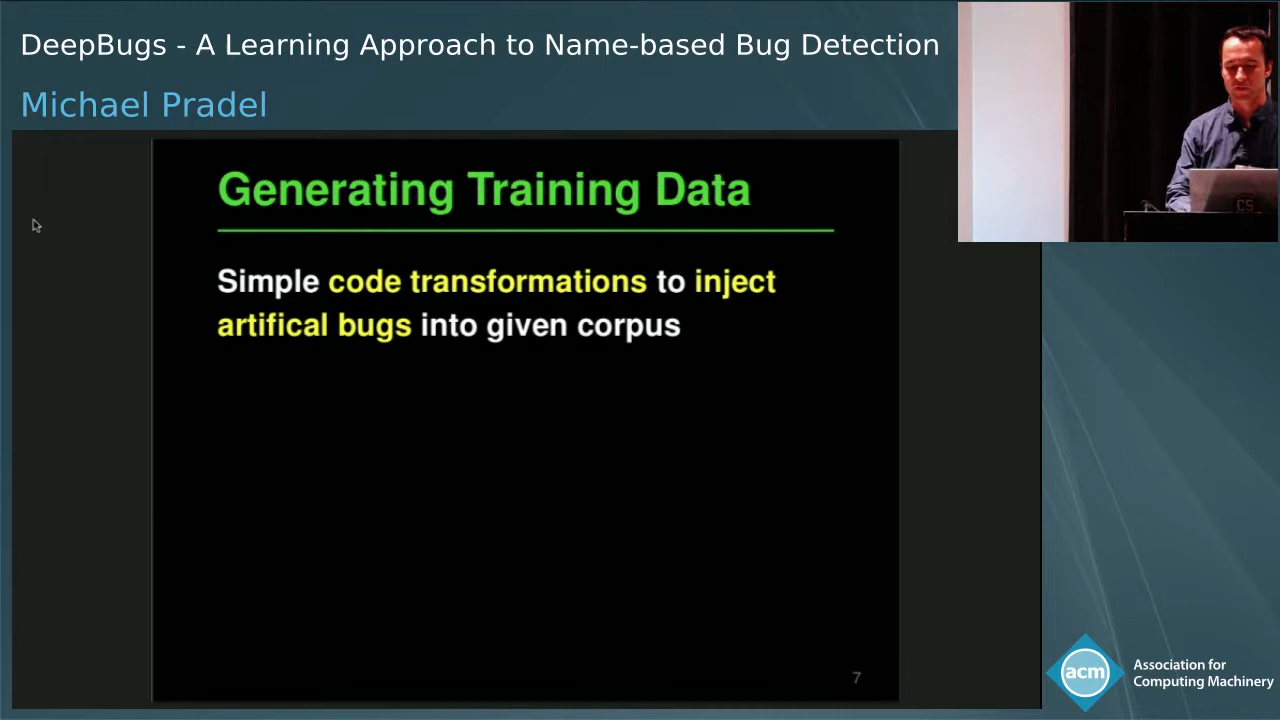 DeepBugs - A Learning Approach to Name-based Bug Detection
Michael Pradel
Generating Training Data
Simple code transformations to inject
artifical bugs into given corpus
7
CS
acm
Association for
Computing Machinery